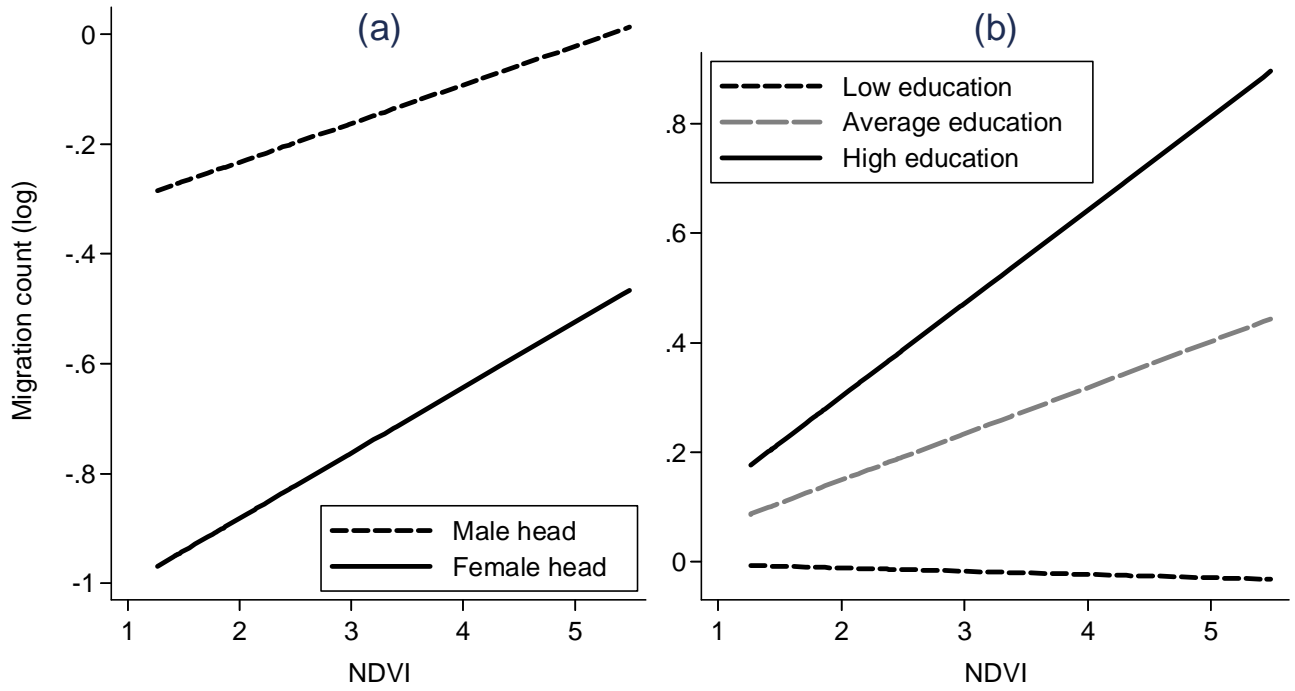 (a)
Migration count (log)
0
-.2
-.4
-.6
-.8
-1
Male head
Female head
1 2 3 4 5
NDVI
(b)
Low education
Average education
High education
.8
.6
.4
.2
0
1 2 3 4 5
NDVI